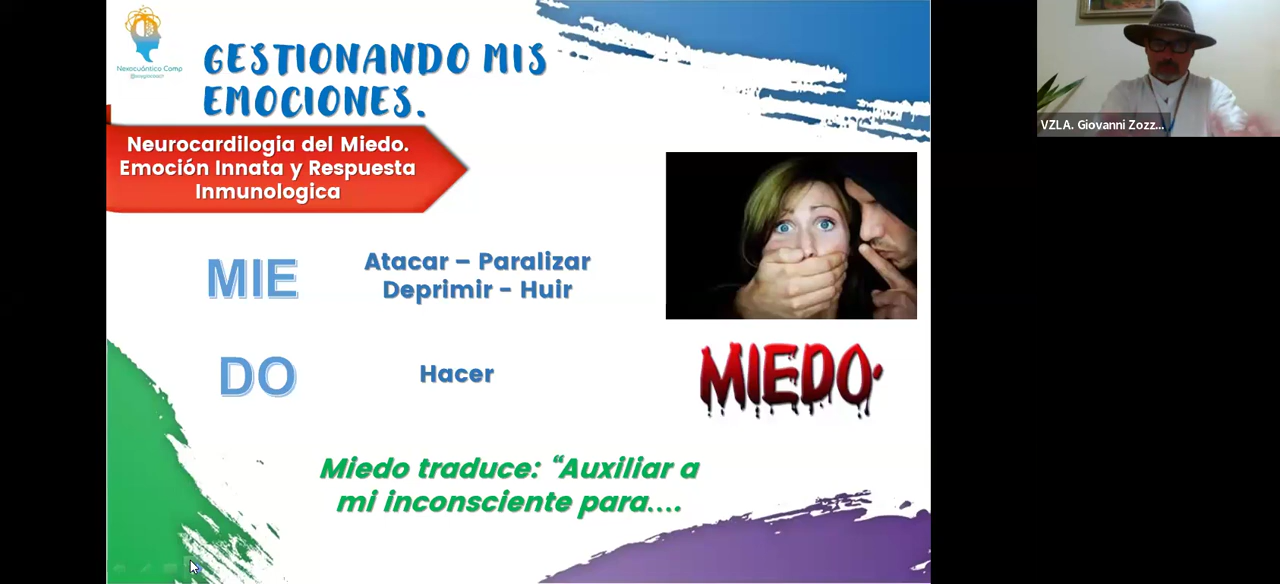 Nexocuántico Comp
GESTIONANDO MIS
EMOCIONES.
Neurocardilogia del Miedo.
Emoción Innata y Respuesta
Inmunologica
MIE
Atacar – Paralizar
Deprimir - Huir
DO
Hacer
MIEDO
Miedo traduce: “Auxiliar a
mi inconsciente para....
VZLA. Giovanni Zozz...